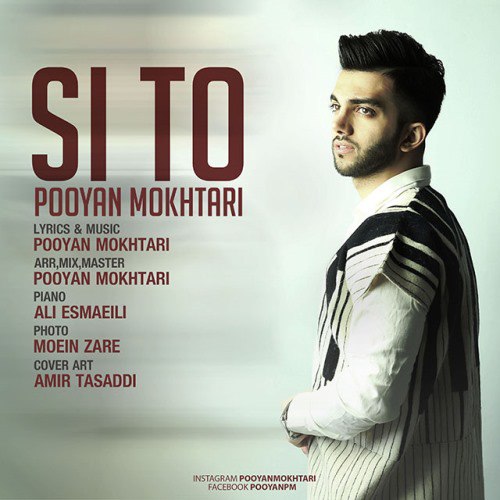 SI TO
POOYAN MOKHTARI
LYRICS & MUSIC
POOYAN MOKHTARI
ARR,MIX,MASTER
POOYAN MOKHTARI
PIANO
ALI ESMAEILI
PHOTO
MOEIN ZARE
COVER ART
AMIR TASADDI
INSTAGRAM POOYANMOKHTARI
FACEBOOK POOYANPM